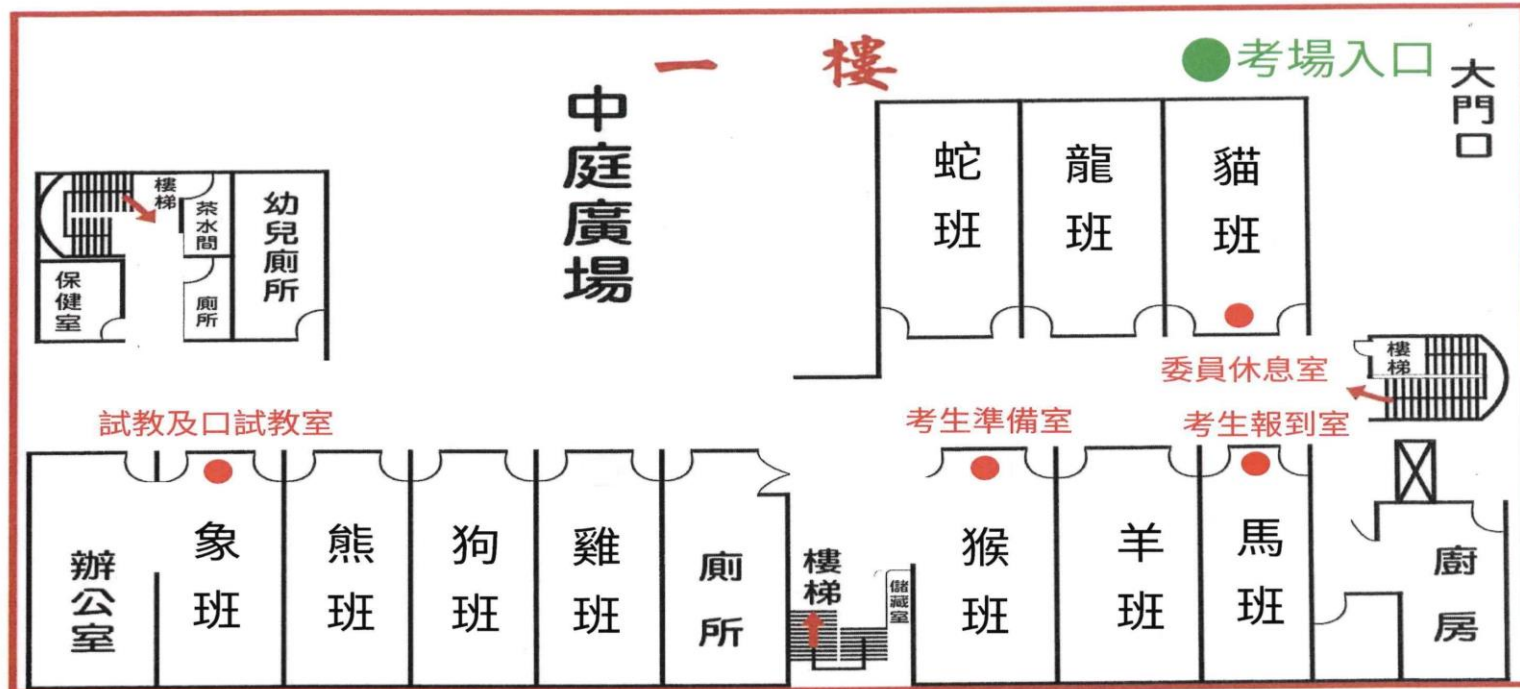 一樓
●考場入口
大門口
中庭廣場
蛇班
龍班
貓班
樓梯
茶水間
幼兒廁所
保健室
廁所
委員休息室
樓梯
試教及口試教室
考生準備室
考生報到室
辦公室
象班
熊班
狗班
雞班
廁所
樓梯
儲藏室
猴班
羊班
馬班
廚房